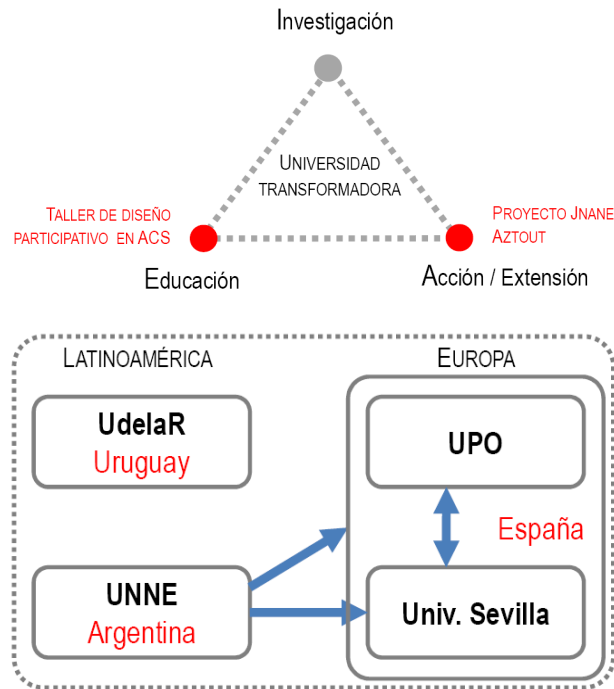 Investigación
UNIVERSIDAD
TRANSFORMADORA
TALLER DE DISEÑO
PARTICIPATIVO EN ACS
PROYECTO JNANE
AZTOUT
Educación
Acción / Extensión
LATINOAMÉRICA
EUROPA
UdelaR
Uruguay
UPO
España
UNNE
Argentina
Univ. Sevilla